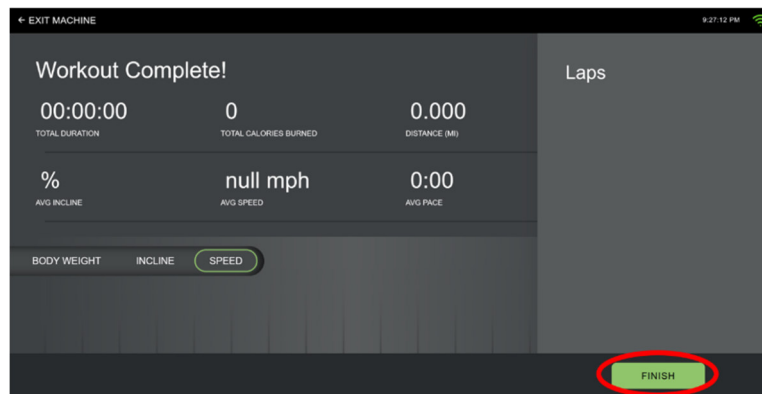 ← EXIT MACHINE
9:27:12 PM
Workout Complete!
00:00:00
0
0.000
TOTAL DURATION
TOTAL CALORIES BURNED
DISTANCE (MI)
%
null mph
0:00
AVG INCLINE
AVG SPEED
AVG PACE
Laps
BODY WEIGHT
INCLINE
SPEED
FINISH